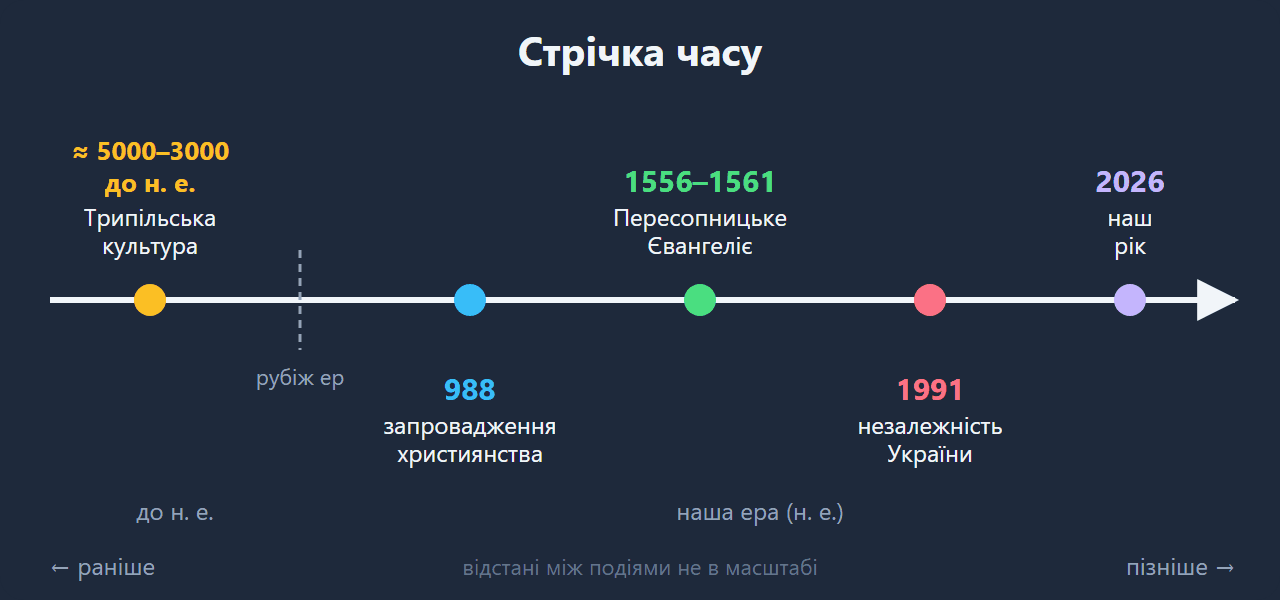 Стрічка часу
≈ 5000–3000
до н. е.
Трипільська
культура
1556–1561
Пересопницьке
Євангеліє
2026
наш
рік
рубіж ер
988
запровадження
християнства
1991
незалежність
України
до н. е.
наша ера (н. е.)
← раніше
відстані між подіями не в масштабі
пізніше →